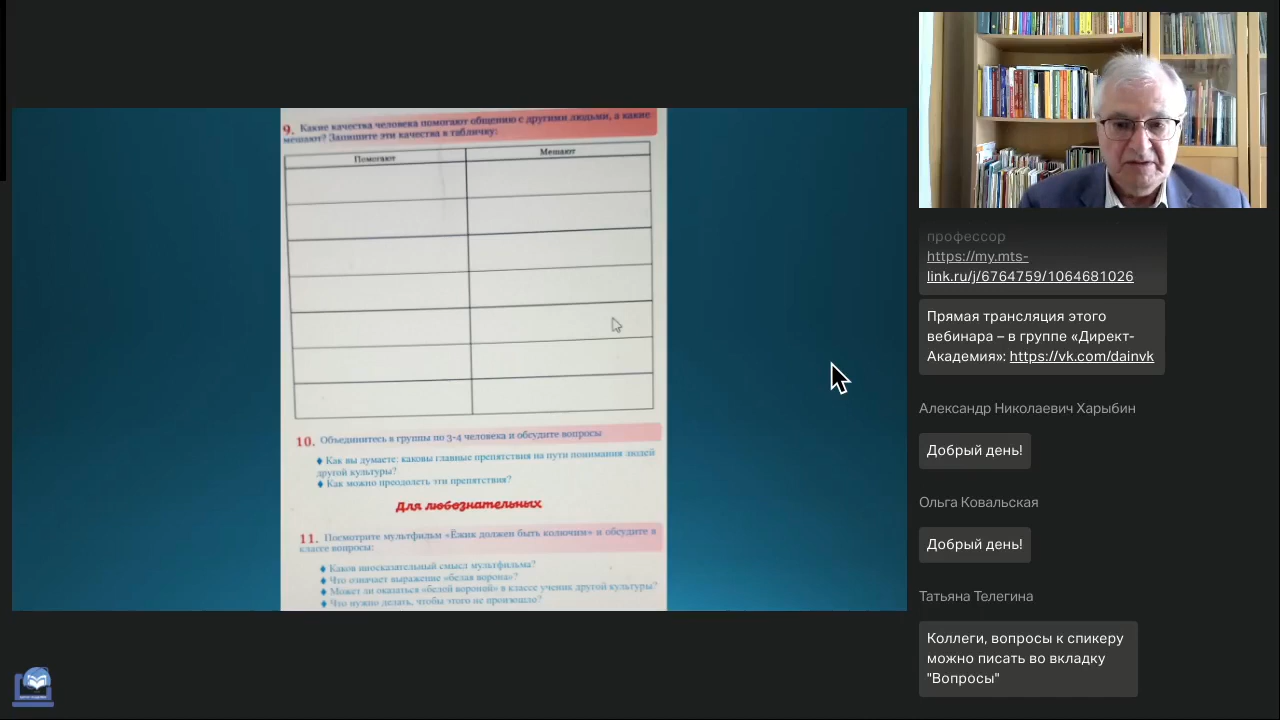 9. Какие качества человека помогают общению с другими людьми, а какие
мешают? Запишите эти качества в табличку:
Помогают
Мешают
10. Объединитесь в группы по 3-4 человека и обсудите вопросы
♦ Как вы думаете: каковы главные препятствия на пути понимания людей
другой культуры?
♦ Как можно преодолеть эти препятствия?
Для любознательных
11. Посмотрите мультфильм «Ёжик должен быть колючим» и обсудите в
классе вопросы:
♦ Каков иносказательный смысл мультфильма?
♦ Что означает выражение «белая ворона»?
♦ Может ли оказаться «белой вороной» в классе ученик другой культуры?
♦ Что нужно делать, чтобы этого не произошло?
профессор
https://my.mts-
link.ru/j/6764759/1064681026
Прямая трансляция этого
вебинара – в группе «Директ-
Академия»: https://vk.com/dainvk
Александр Николаевич Харыбин
Добрый день!
Ольга Ковальская
Добрый день!
Татьяна Телегина
Коллеги, вопросы к спикеру
можно писать во вкладку
"Вопросы"